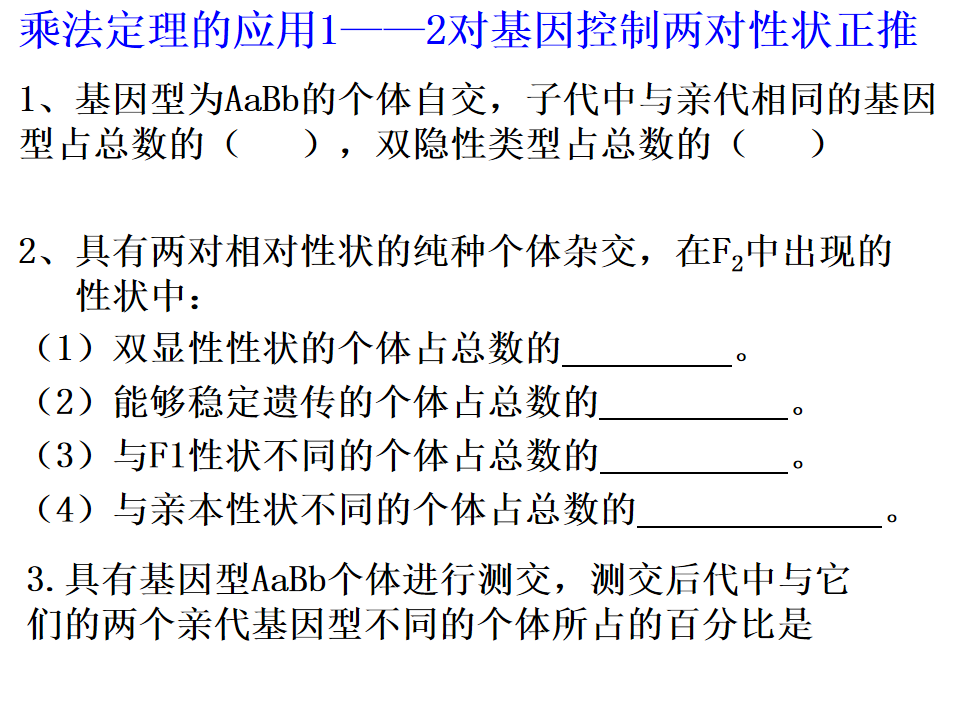 乘法定理的应用1——2对基因控制两对性状正推
1、基因型为AaBb的个体自交，子代中与亲代相同的基因
型占总数的（   ），双隐性类型占总数的（   ）
2、具有两对相对性状的纯种个体杂交，在F2中出现的
性状中：
（1）双显性性状的个体占总数的________。
（2）能够稳定遗传的个体占总数的_________。
（3）与F1性状不同的个体占总数的_________。
（4）与亲本性状不同的个体占总数的____________。
3.具有基因型AaBb个体进行测交，测交后代中与它
们的两个亲代基因型不同的个体所占的百分比是